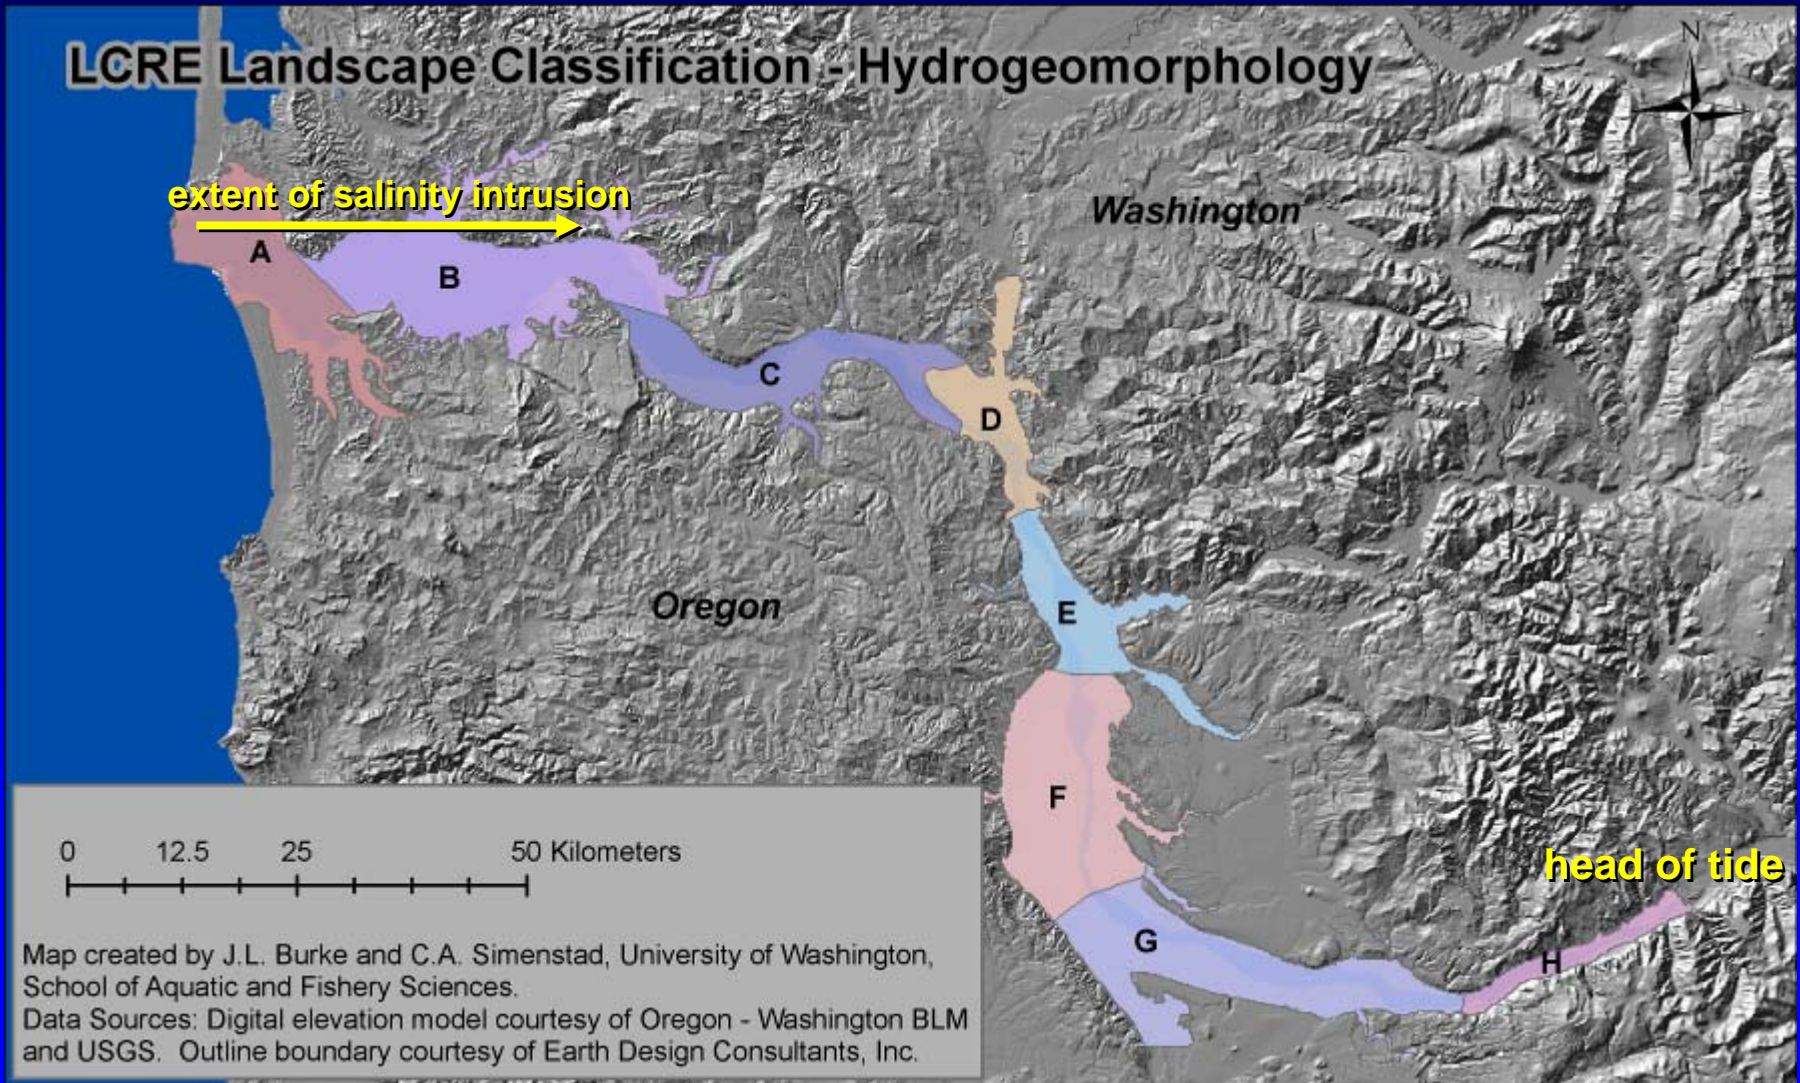 LCRE Landscape Classification - Hydrogeomorphology
N
extent of salinity intrusion
Washington
A
B
C
D
Oregon
E
F
head of tide
G
H
0 12.5 25 50 Kilometers
Map created by J.L. Burke and C.A. Simenstad, University of Washington,
School of Aquatic and Fishery Sciences.
Data Sources: Digital elevation model courtesy of Oregon - Washington BLM
and USGS. Outline boundary courtesy of Earth Design Consultants, Inc.